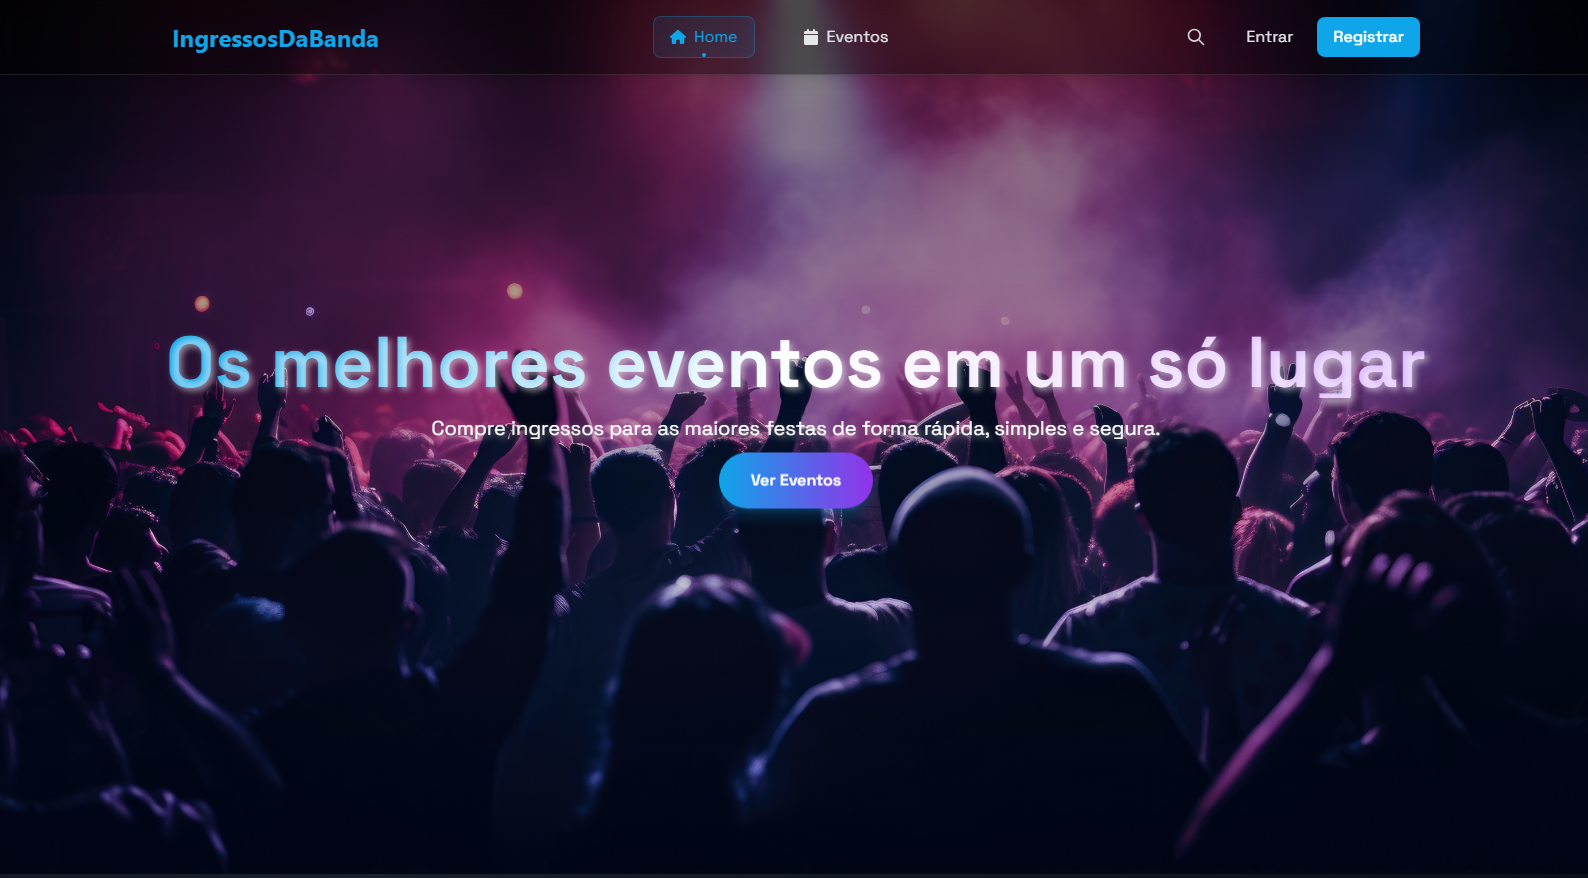 IngressosDaBanda
Home
Eventos
Entrar
Registrar
Os melhores eventos em um só lugar
Compre ingressos para as maiores festas de forma rápida, simples e segura.
Ver Eventos